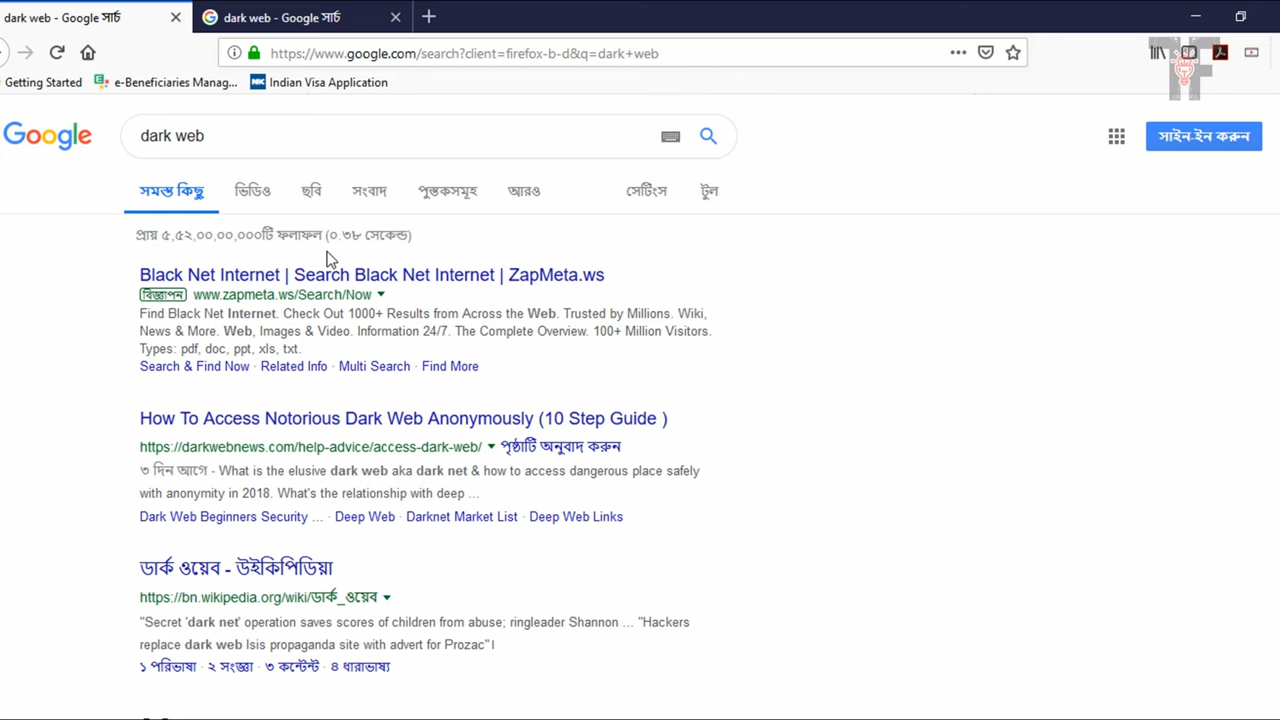 dark web - Google সার্চ
dark web - Google সার্চ
https://www.google.com/search?client=firefox-b-d&q=dark+web
Getting Started
e-Beneficiaries Manag...
NK Indian Visa Application
Google
dark web
সাইন-ইন করুন
সমস্ত কিছু ভিডিও ছবি সংবাদ পুস্তকসমূহ আরও সেটিংস টুল
প্রায় ৫,৫২,০০,০০,০০০টি ফলাফল (০.৩৮ সেকেন্ড)
Black Net Internet | Search Black Net Internet | ZapMeta.ws
বিজ্ঞাপন www.zapmeta.ws/Search/Now
Find Black Net Internet. Check Out 1000+ Results from Across the Web. Trusted by Millions. Wiki,
News & More. Web, Images & Video. Information 24/7. The Complete Overview. 100+ Million Visitors.
Types: pdf, doc, ppt, xls, txt.
Search & Find Now · Related Info · Multi Search · Find More
How To Access Notorious Dark Web Anonymously (10 Step Guide )
https://darkwebnews.com/help-advice/access-dark-web/ পৃষ্ঠাটি অনুবাদ করুন
৩ দিন আগে - What is the elusive dark web aka dark net & how to access dangerous place safely
with anonymity in 2018. What's the relationship with deep ...
Dark Web Beginners Security ... · Deep Web · Darknet Market List · Deep Web Links
ডার্ক ওয়েব - উইকিপিডিয়া
https://bn.wikipedia.org/wiki/ডার্ক_ওয়েব
"Secret 'dark net' operation saves scores of children from abuse; ringleader Shannon ... "Hackers
replace dark web Isis propaganda site with advert for Prozac"।
১ পরিভাষা · ২ সংজ্ঞা · ৩ কন্টেন্ট · ৪ ধারাভাষ্য